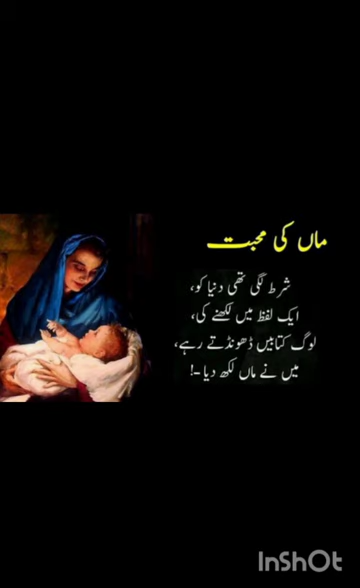 ماں کی محبت
شرط لگی تھی دنیا کو،
ایک لفظ میں لکھنے کی،
لوگ کتابیں ڈھونڈتے رہے،
میں نے ماں لکھ دیا۔!
InShOt